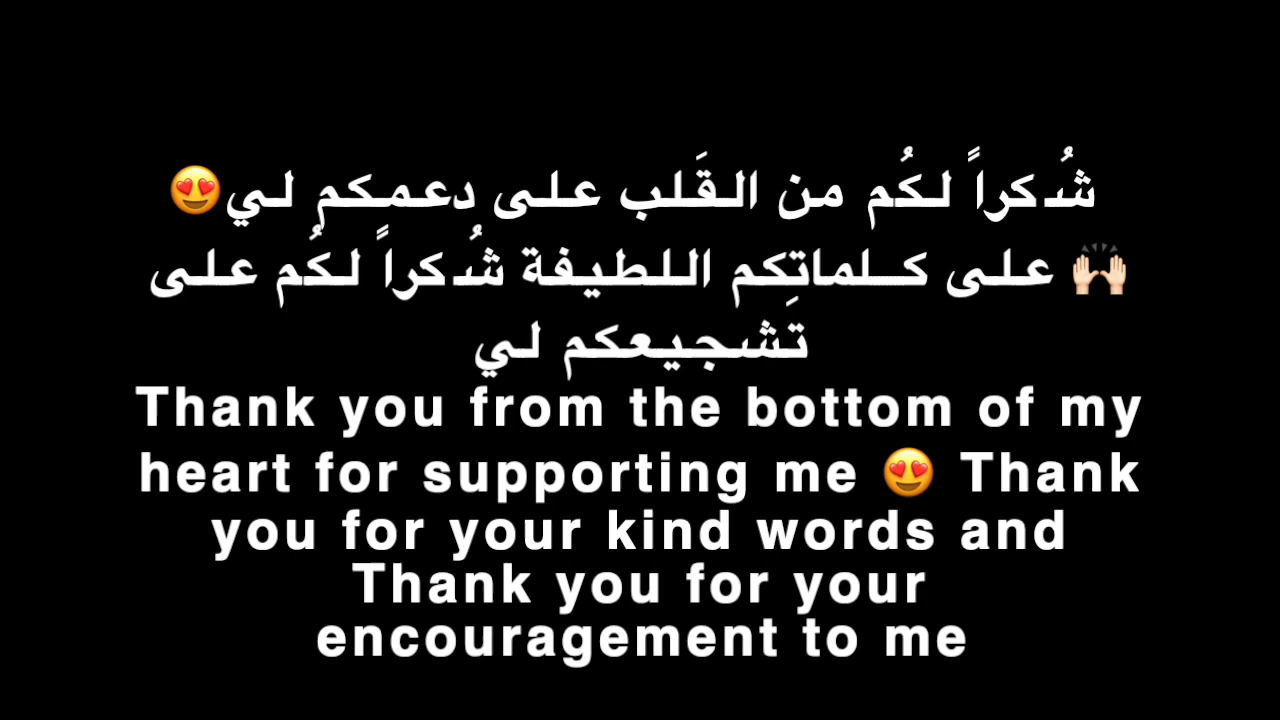 شُكراً لكُم من القَلب على دعمكم لي😍
🙌🏻 على كلماتِكم اللطيفة شُكراً لكُم على
تشجيعكم لي
Thank you from the bottom of my
heart for supporting me 😍 Thank
you for your kind words and
Thank you for your
encouragement to me